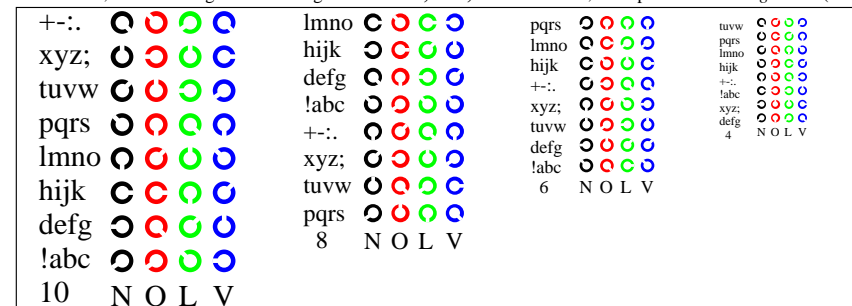 +-:.
xyz;
tuvw
pqrs
lmno
hijk
defg
!abc
10 N O L V
lmno
hijk
defg
!abc
+-:.
xyz;
tuvw
pqrs
8 N O L V
pqrs
lmno
hijk
+-:.
xyz;
tuvw
defg
!abc
6 N O L V
tuvw
pqrs
lmno
hijk
+-:.
!abc
xyz;
defg
4 N O L V